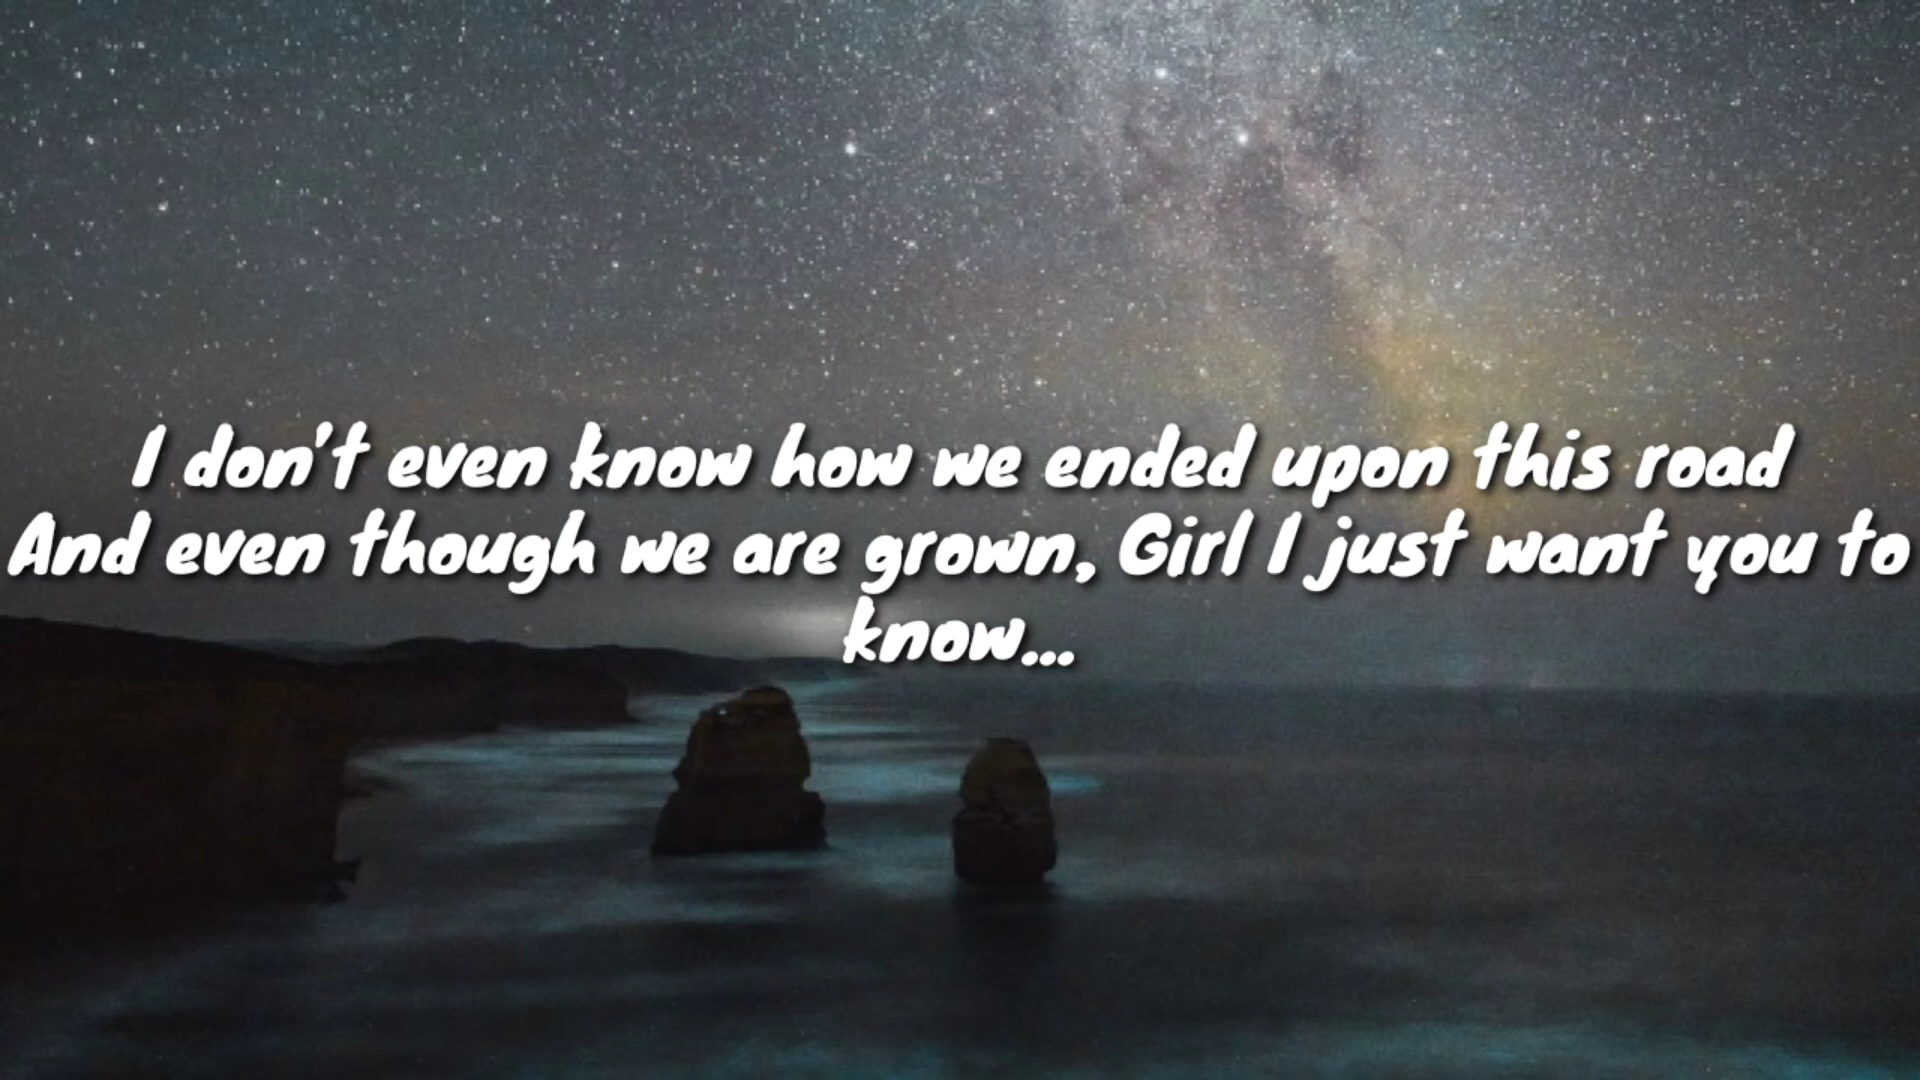 I don't even know how we ended upon this road
And even though we are grown, Girl I just want you to
know...